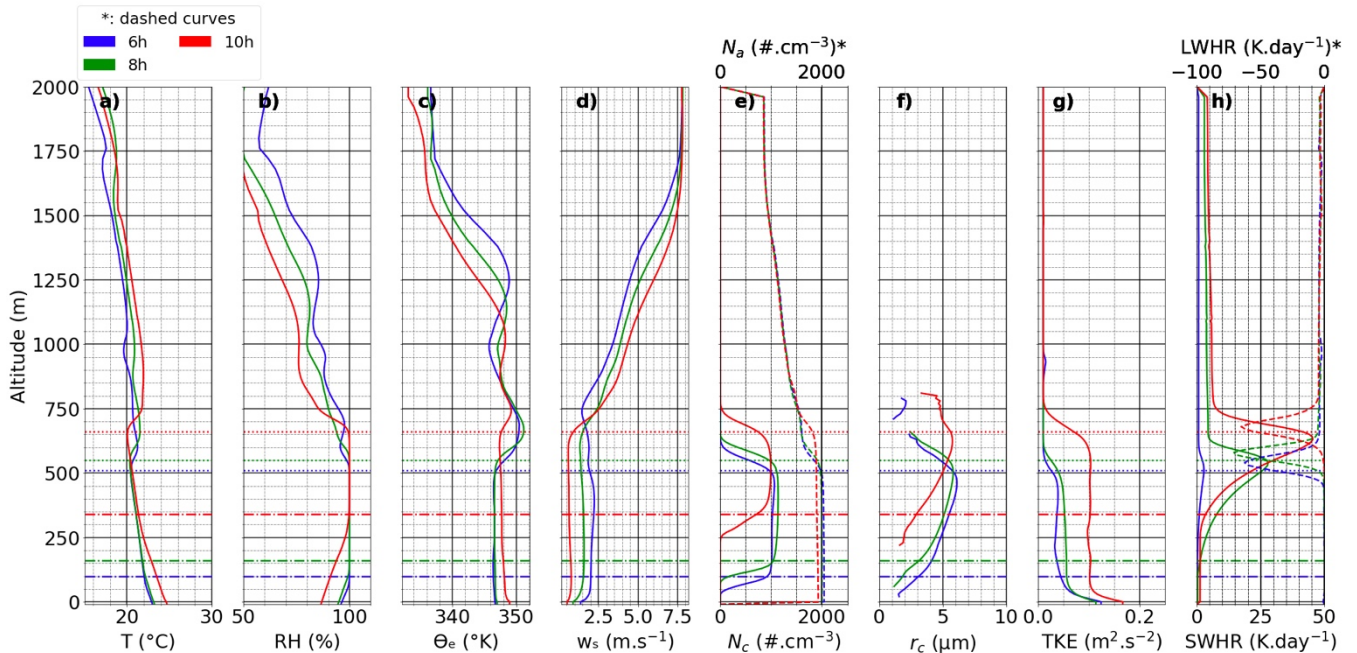 *: dashed curves
6h
10h
8h
Nₐ (#.cm⁻³)*
0 2000
LWHR (K.day⁻¹)*
−100 −50 0
a) b) c) d) e) f) g) h)
Altitude (m)
2000
1750
1500
1250
1000
750
500
250
0
20 30
50 100
340 350
2.5 5.0 7.5
0 2000
0 5 10
0.0 0.2
0 25 50
T (°C)
RH (%)
Θₑ (°K)
wₛ (m.s⁻¹)
N_c (#.cm⁻³)
r_c (μm)
TKE (m².s⁻²)
SWHR (K.day⁻¹)